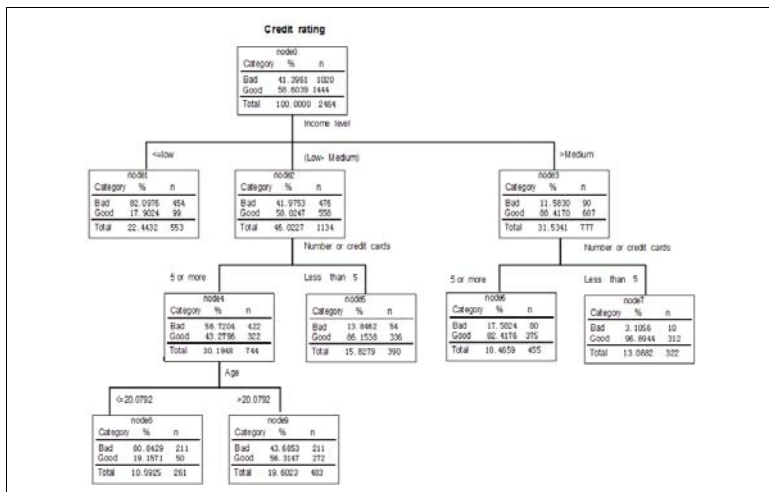 Credit rating
node0
Category % n
Bad 41.3961 1020
Good 58.6039 1444
Total 100.0000 2464
Income level
<=low
(Low- Medium)
>Medium
node1
Category % n
Bad 82.0976 454
Good 17.9024 99
Total 22.4432 553
node2
Category % n
Bad 41.9753 476
Good 58.0247 558
Total 46.0227 1134
node3
Category % n
Bad 11.5830 90
Good 88.4170 687
Total 31.5341 777
Number or credit cards
Number or credit cards
5 or more
Less than 5
5 or more
Less than 5
node4
Category % n
Bad 56.7204 422
Good 43.2796 322
Total 30.1948 744
node5
Category % n
Bad 13.8462 54
Good 86.1538 336
Total 15.8279 390
node6
Category % n
Bad 17.5824 80
Good 82.4176 375
Total 18.4659 455
node7
Category % n
Bad 3.1056 10
Good 96.8944 312
Total 13.0682 322
Age
<=20.0792
>20.0792
node8
Category % n
Bad 80.8429 211
Good 19.1571 50
Total 10.5925 261
node9
Category % n
Bad 43.6853 211
Good 56.3147 272
Total 19.6023 483